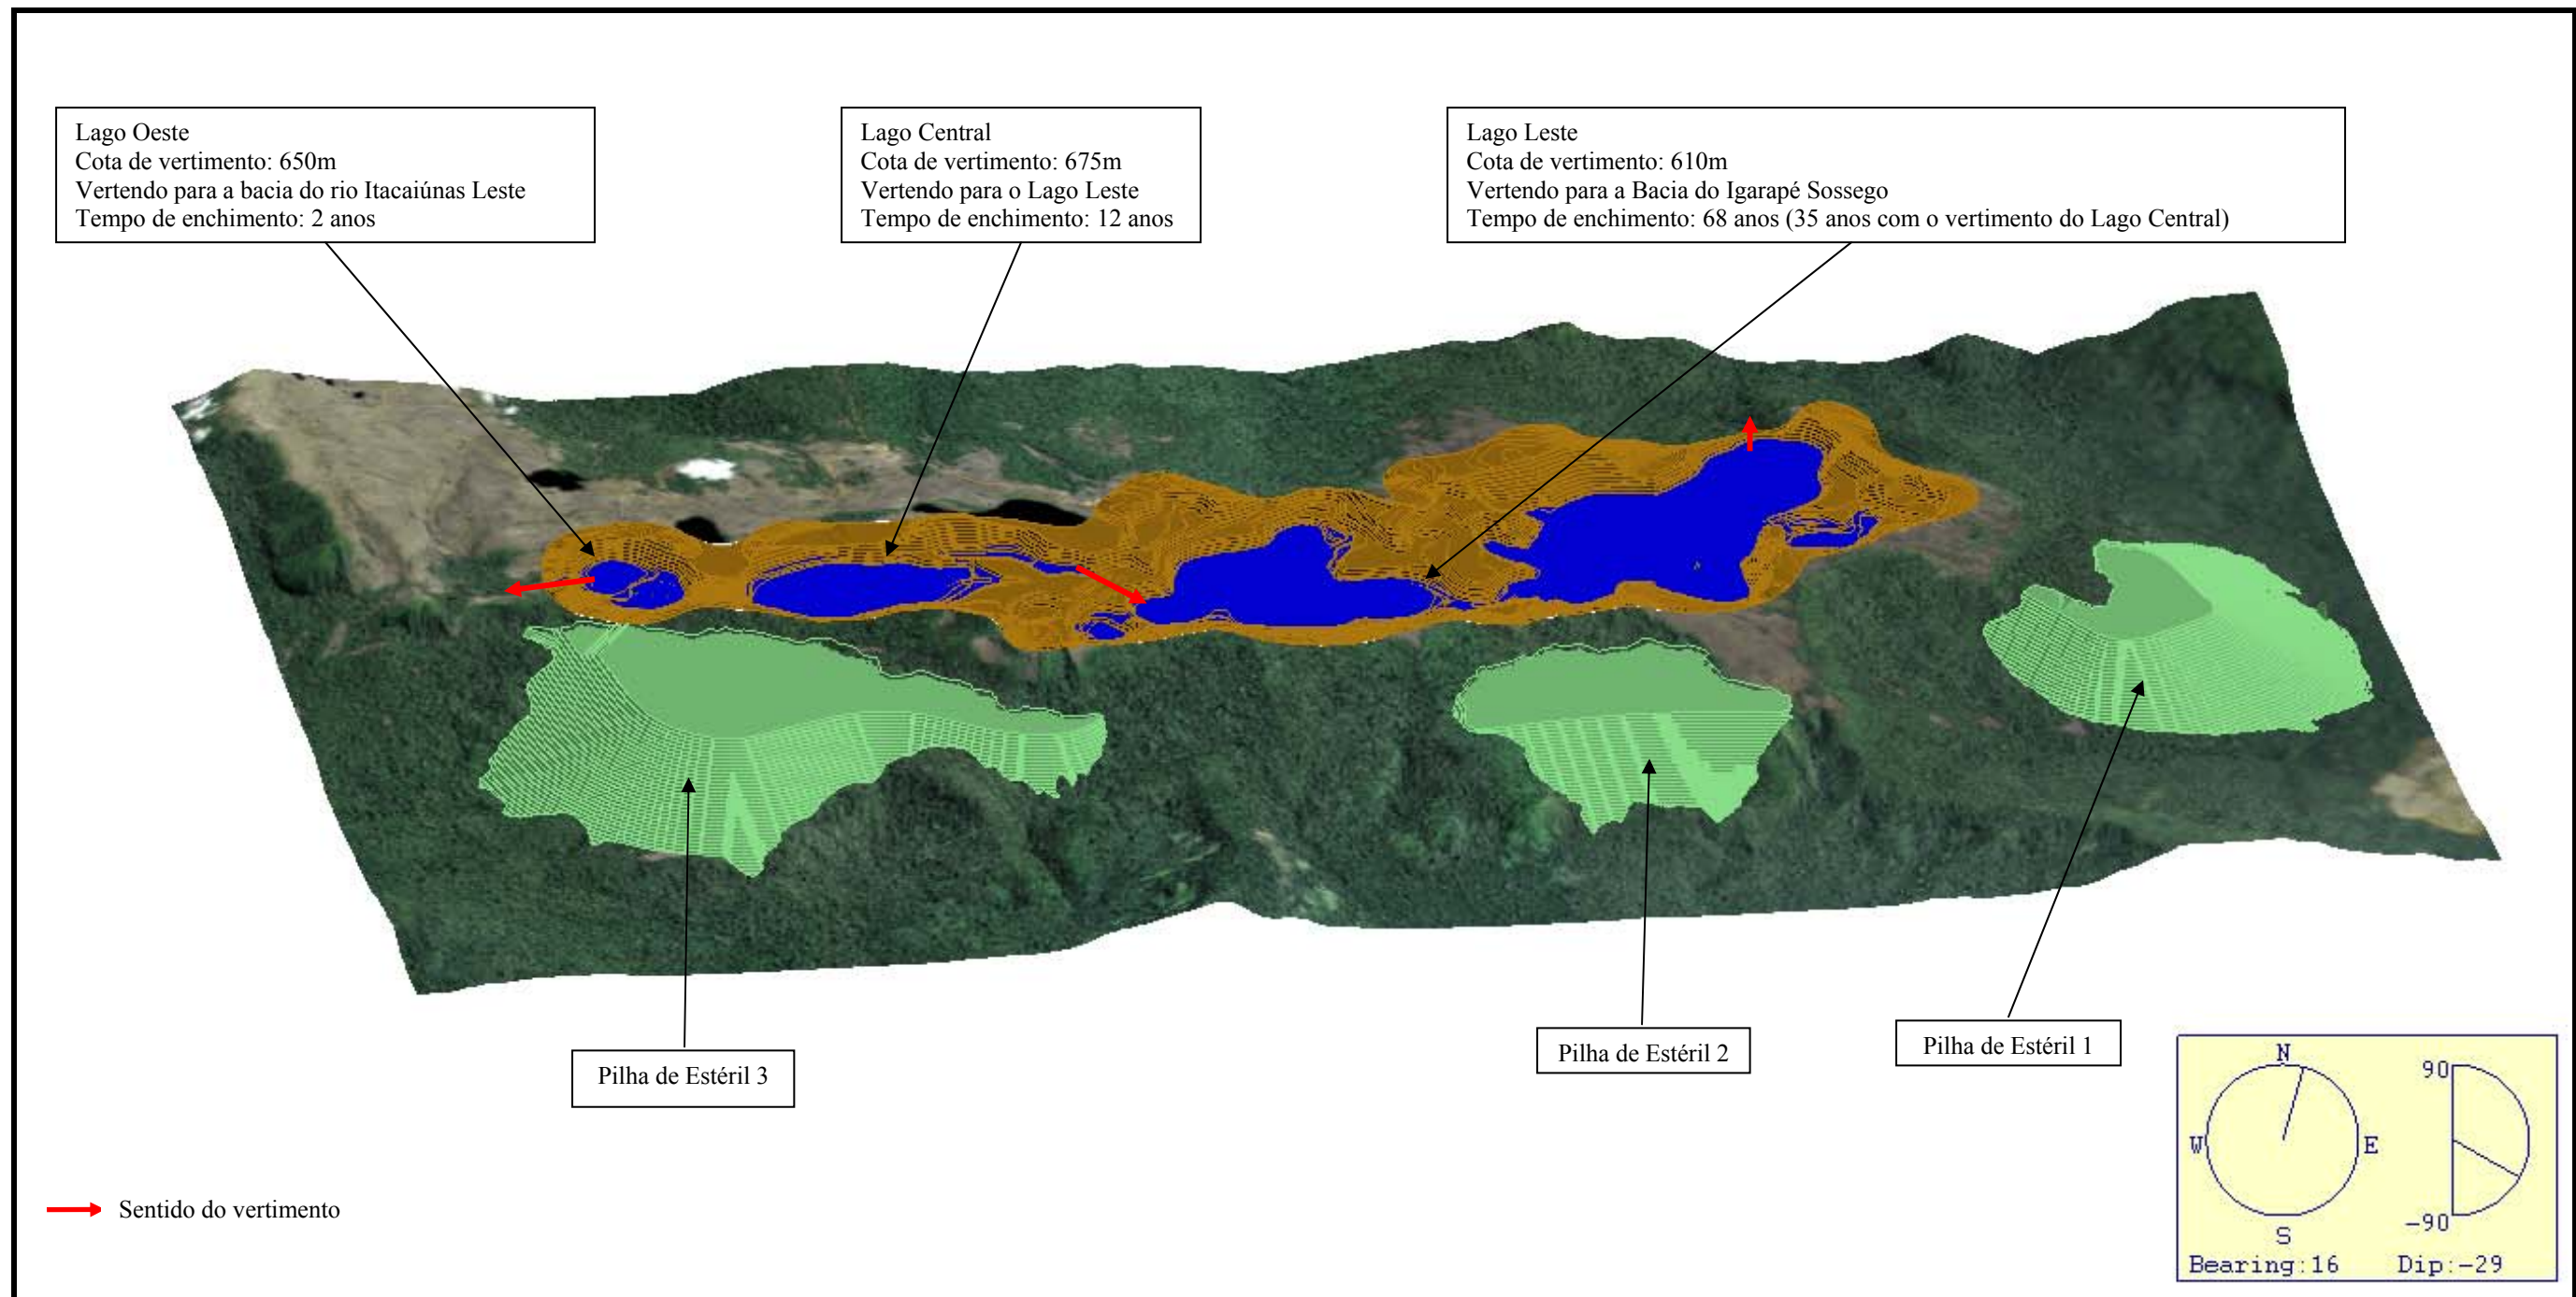 Lago Oeste
Cota de vertimento: 650m
Vertendo para a bacia do rio Itacaiúnas Leste
Tempo de enchimento: 2 anos
Lago Central
Cota de vertimento: 675m
Vertendo para o Lago Leste
Tempo de enchimento: 12 anos
Lago Leste
Cota de vertimento: 610m
Vertendo para a Bacia do Igarapé Sossego
Tempo de enchimento: 68 anos (35 anos com o vertimento do Lago Central)
Pilha de Estéril 3
Pilha de Estéril 2
Pilha de Estéril 1
Sentido do vertimento
N
W
E
S
90
-90
Bearing:16
Dip:-29